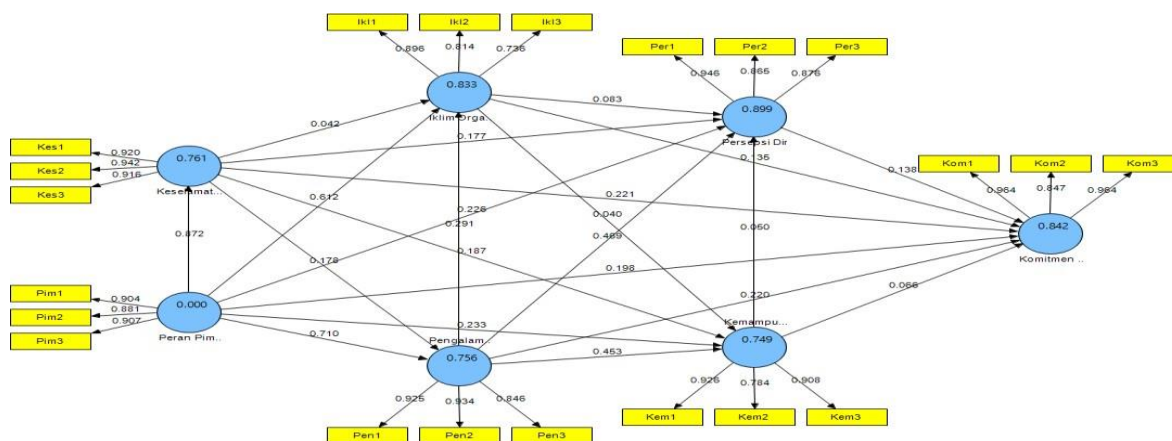 Ikl1
Ikl2
Ikl3
0.896
0.814
0.736
0.833
Iklim Orga..
Per1
Per2
Per3
0.946
0.865
0.876
0.899
Persepsi Dir
Kes1
Kes2
Kes3
0.920
0.942
0.916
0.761
Keselamat...
0.042
0.083
0.177
0.612
0.226
0.291
0.872
0.178
0.187
0.221
0.040
0.469
0.135
0.050
0.138
Kom1
Kom2
Kom3
0.964
0.847
0.964
0.842
Komitmen ..
Pim1
Pim2
Pim3
0.904
0.881
0.907
0.000
Peran Pim..
0.198
0.710
0.233
0.220
0.453
0.066
Pengalam..
0.756
Kemampu...
0.749
0.925
0.934
0.846
Pen1
Pen2
Pen3
0.926
0.784
0.908
Kem1
Kem2
Kem3